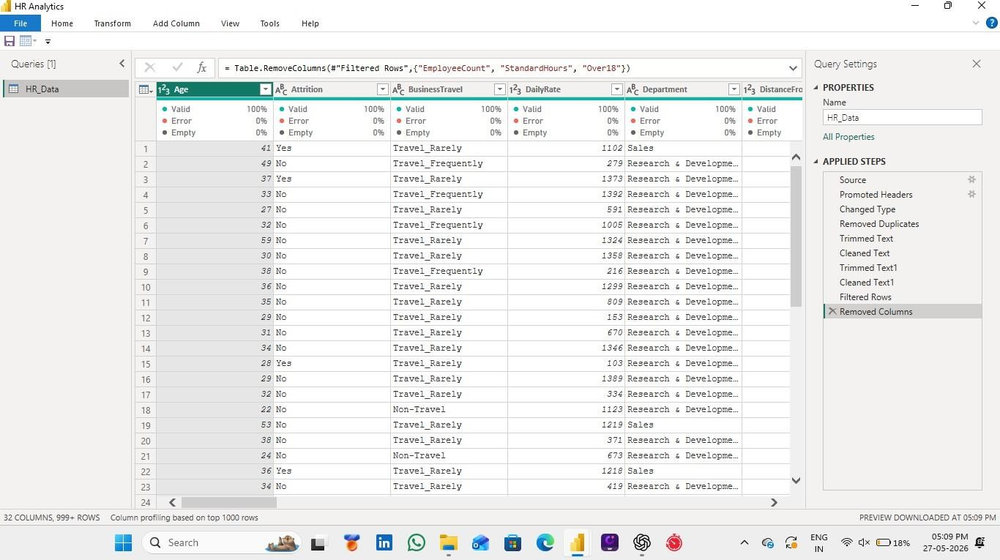 HR Analytics
File Home Transform Add Column View Tools Help
Queries [1]
HR_Data
= Table.RemoveColumns(#"Filtered Rows",{"EmployeeCount", "StandardHours", "Over18"})
1²3 Age ABC Attrition ABC BusinessTravel 1²3 DailyRate ABC Department 1²3 DistanceFro
Valid 100% Valid 100% Valid 100% Valid 100% Valid 100% Valid
Error 0% Error 0% Error 0% Error 0% Error 0% Error
Empty 0% Empty 0% Empty 0% Empty 0% Empty 0% Empty
1 41 Yes Travel_Rarely 1102 Sales
2 49 No Travel_Frequently 279 Research & Developme...
3 37 Yes Travel_Rarely 1373 Research & Developme...
4 33 No Travel_Frequently 1392 Research & Developme...
5 27 No Travel_Rarely 591 Research & Developme...
6 32 No Travel_Frequently 1005 Research & Developme...
7 59 No Travel_Rarely 1324 Research & Developme...
8 30 No Travel_Rarely 1358 Research & Developme...
9 38 No Travel_Frequently 216 Research & Developme...
10 36 No Travel_Rarely 1299 Research & Developme...
11 35 No Travel_Rarely 809 Research & Developme...
12 29 No Travel_Rarely 153 Research & Developme...
13 31 No Travel_Rarely 670 Research & Developme...
14 34 No Travel_Rarely 1346 Research & Developme...
15 28 Yes Travel_Rarely 103 Research & Developme...
16 29 No Travel_Rarely 1389 Research & Developme...
17 32 No Travel_Rarely 334 Research & Developme...
18 22 No Non-Travel 1123 Research & Developme...
19 53 No Travel_Rarely 1219 Sales
20 38 No Travel_Rarely 371 Research & Developme...
21 24 No Non-Travel 673 Research & Developme...
22 36 Yes Travel_Rarely 1218 Sales
23 34 No Travel_Rarely 419 Research & Developme...
24
Query Settings
PROPERTIES
Name
HR_Data
All Properties
APPLIED STEPS
Source
Promoted Headers
Changed Type
Removed Duplicates
Trimmed Text
Cleaned Text
Trimmed Text1
Cleaned Text1
Filtered Rows
Removed Columns
32 COLUMNS, 999+ ROWS Column profiling based on top 1000 rows PREVIEW DOWNLOADED AT 05:09 PM
Search
ENG
IN
18%
05:09 PM
27-05-2026